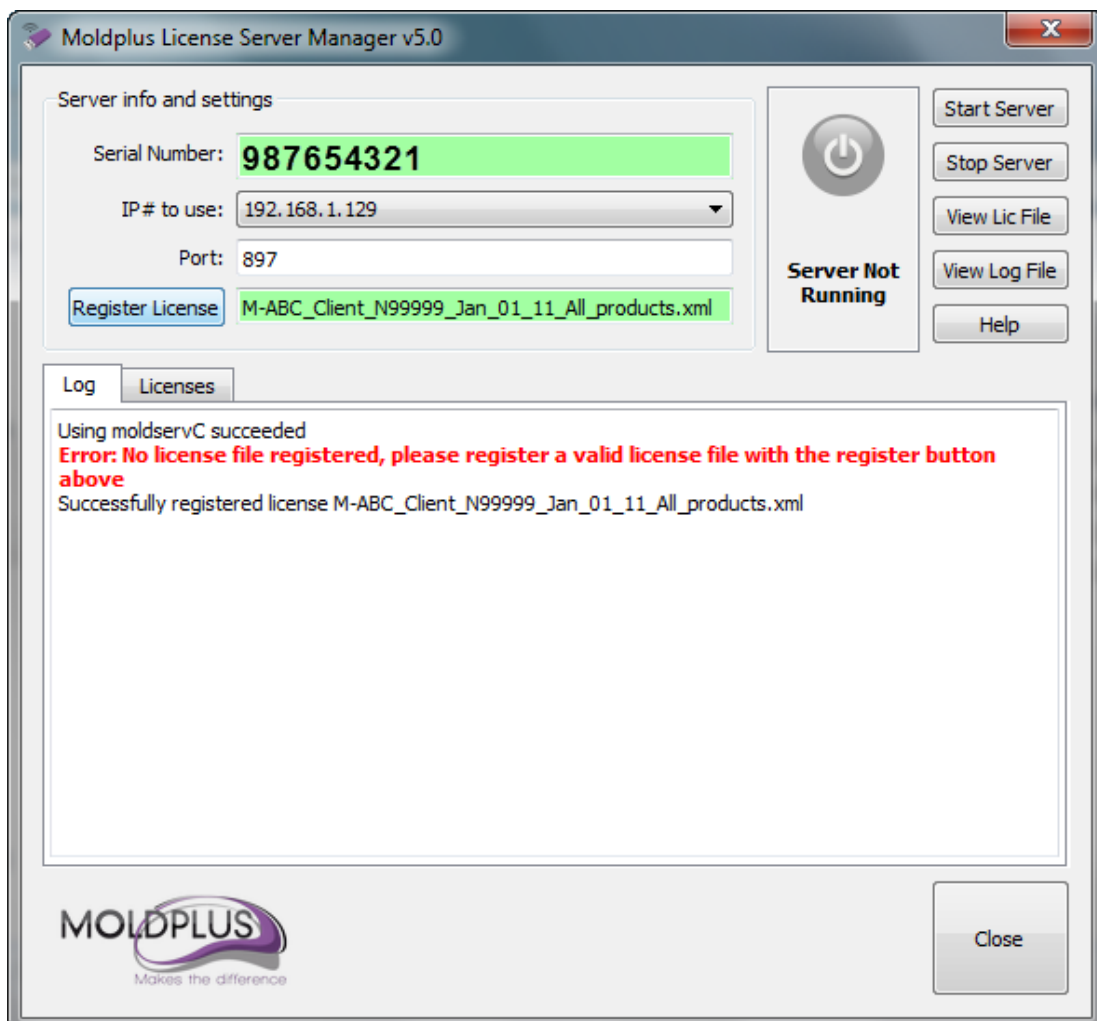 Moldplus License Server Manager v5.0
Server info and settings
Serial Number: 987654321
IP# to use: 192.168.1.129
Port: 897
Register License M-ABC_Client_N99999_Jan_01_11_All_products.xml
Server Not
Running
Start Server
Stop Server
View Lic File
View Log File
Help
Log Licenses
Using moldservC succeeded
Error: No license file registered, please register a valid license file with the register button
above
Successfully registered license M-ABC_Client_N99999_Jan_01_11_All_products.xml
MOLDPLUS
Makes the difference
Close